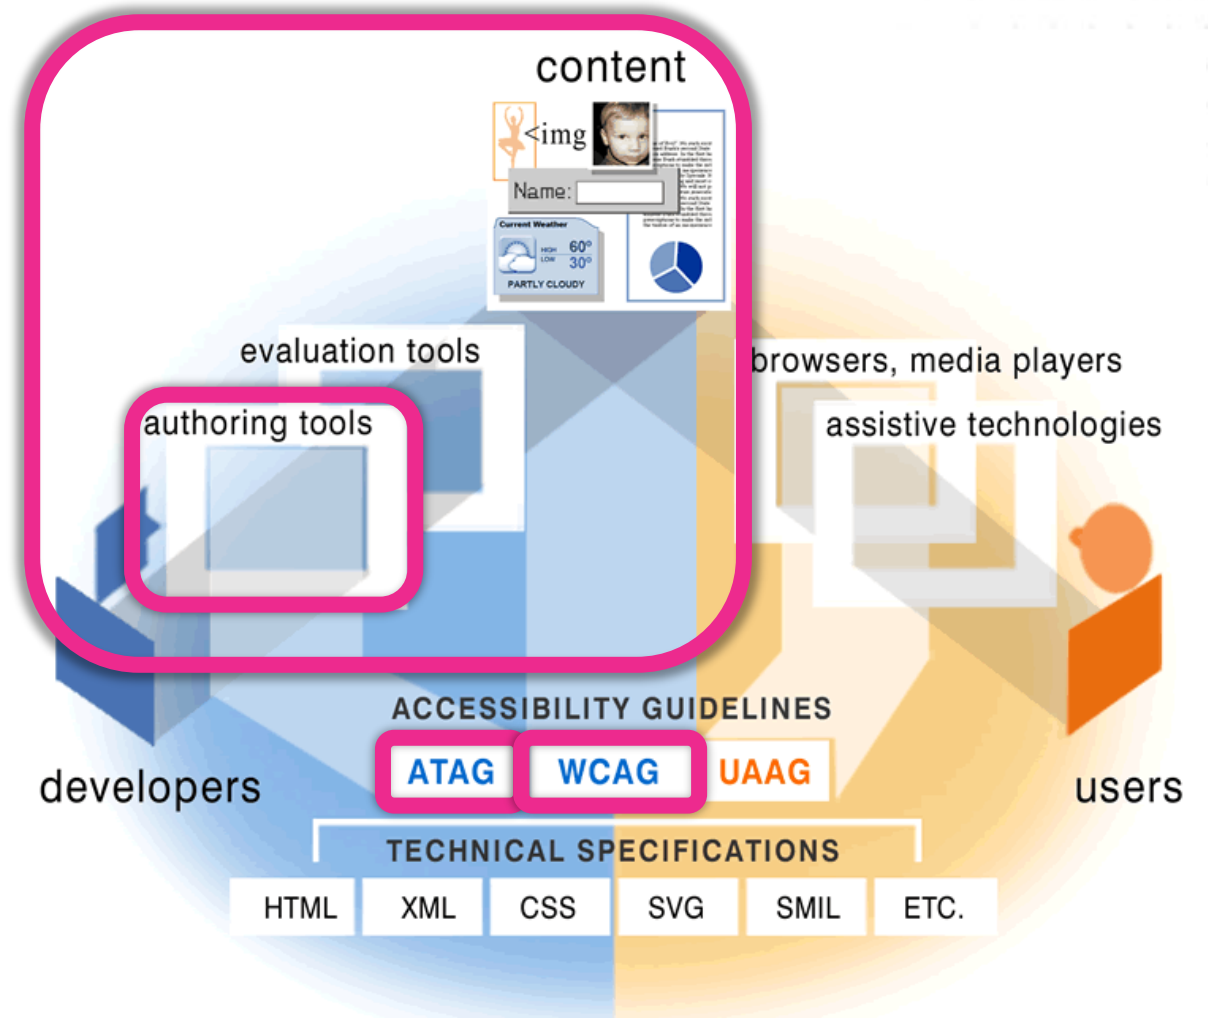 content
<img
Name:
Current Weather
HIGH 60°
LOW 30°
PARTLY CLOUDY
evaluation tools
authoring tools
browsers, media players
assistive technologies
developers
users
ACCESSIBILITY GUIDELINES
ATAG WCAG UAAG
TECHNICAL SPECIFICATIONS
HTML XML CSS SVG SMIL ETC.